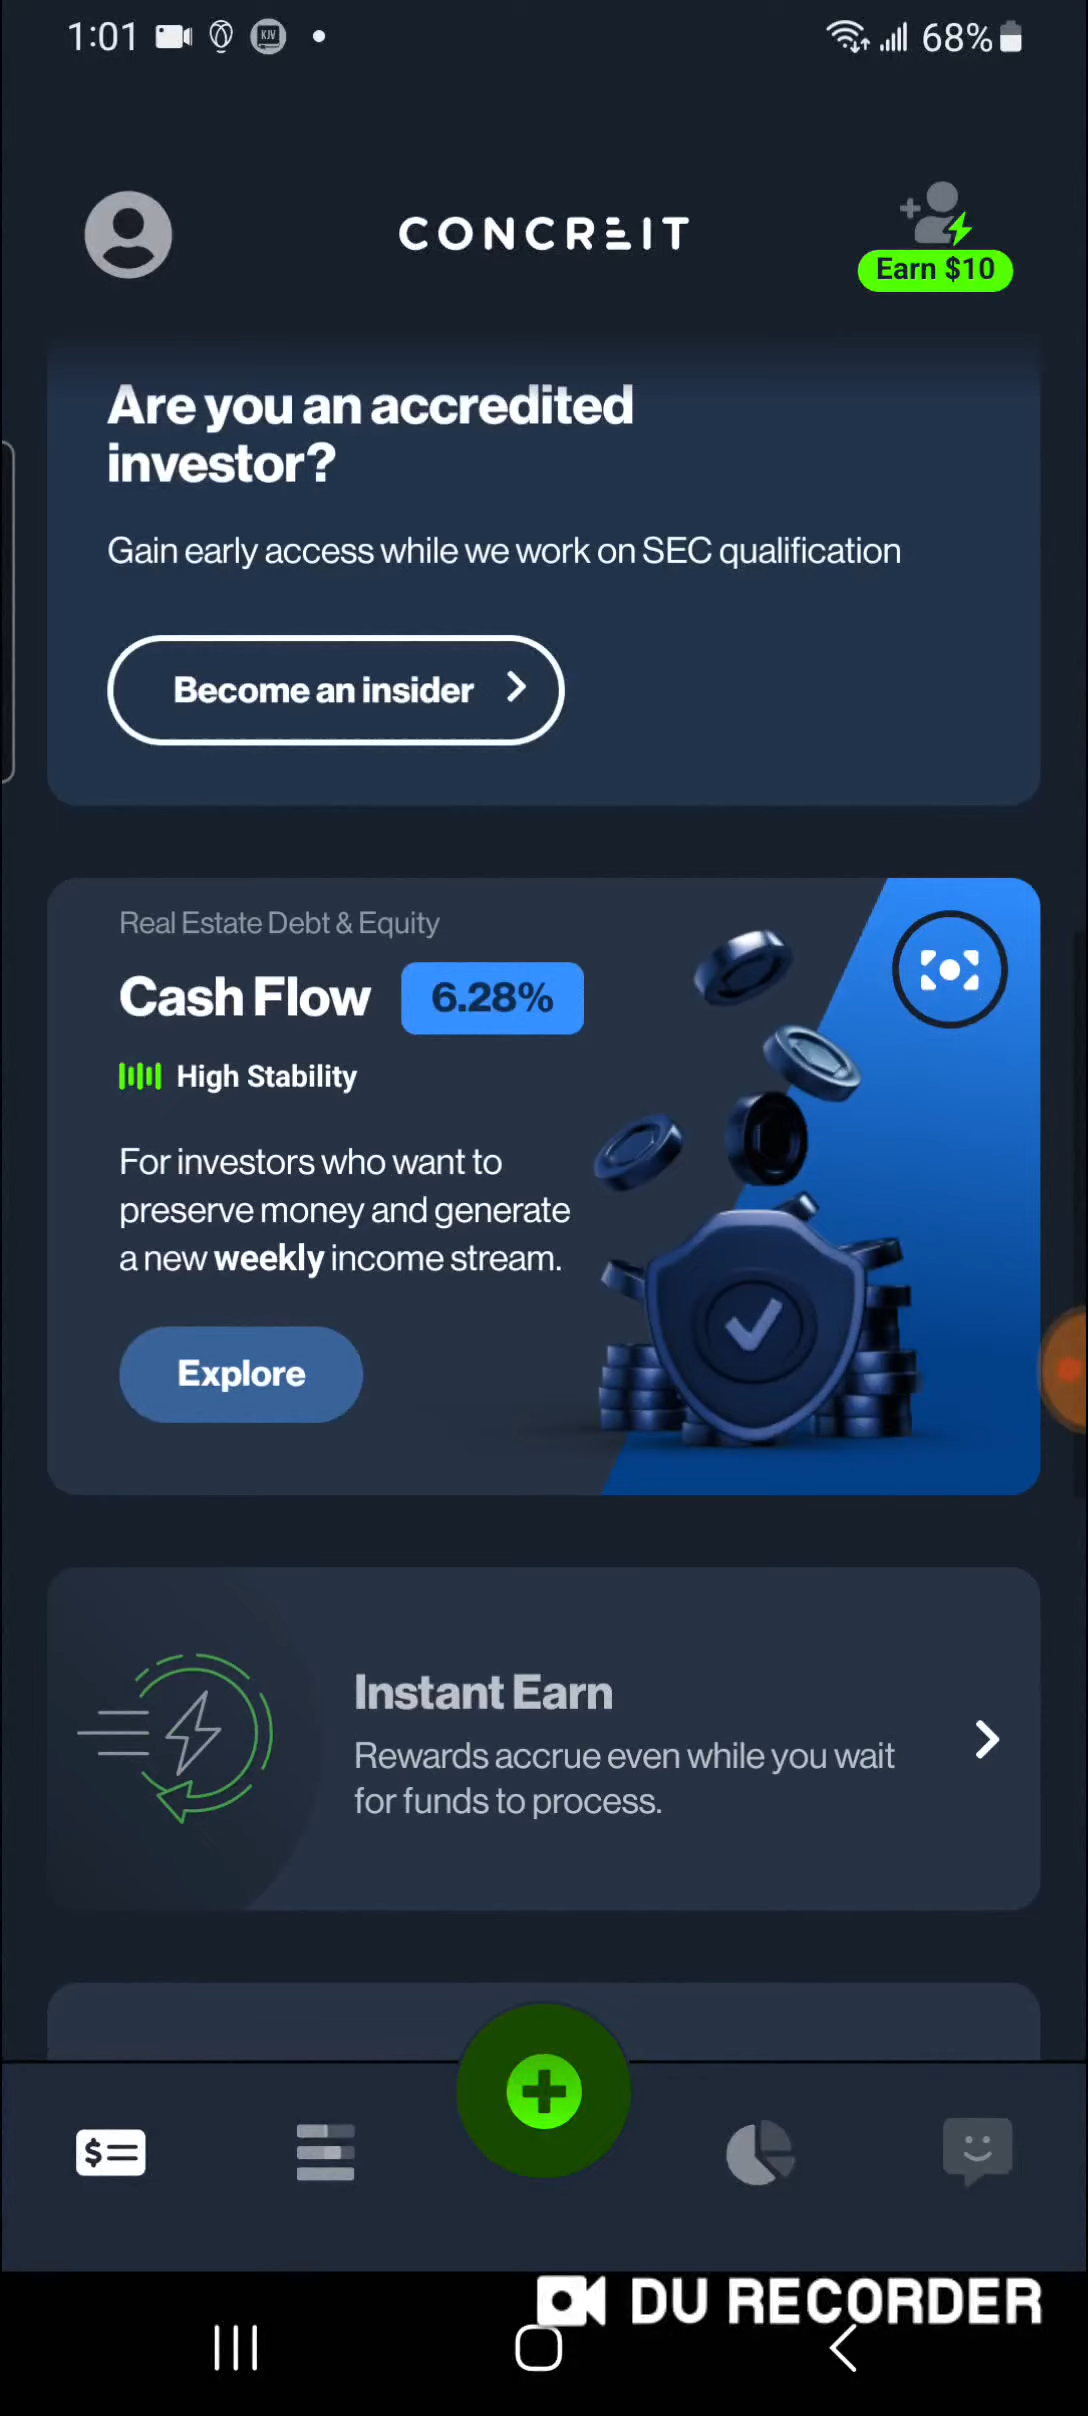 1:01
KJV
68%
CONCREIT
Earn $10
Are you an accredited
investor?
Gain early access while we work on SEC qualification
Become an insider
Real Estate Debt & Equity
Cash Flow 6.28%
High Stability
For investors who want to
preserve money and generate
a new weekly income stream.
Explore
Instant Earn
Rewards accrue even while you wait
for funds to process.
$
DU RECORDER